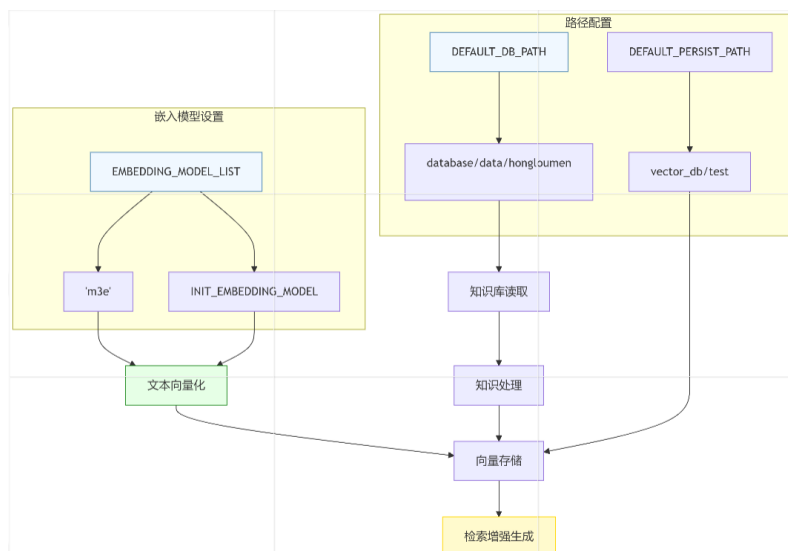 路径配置
DEFAULT_DB_PATH
DEFAULT_PERSIST_PATH
嵌入模型设置
EMBEDDING_MODEL_LIST
database/data/hongloumen
vector_db/test
'm3e'
INIT_EMBEDDING_MODEL
知识库读取
文本向量化
知识处理
向量存储
检索增强生成